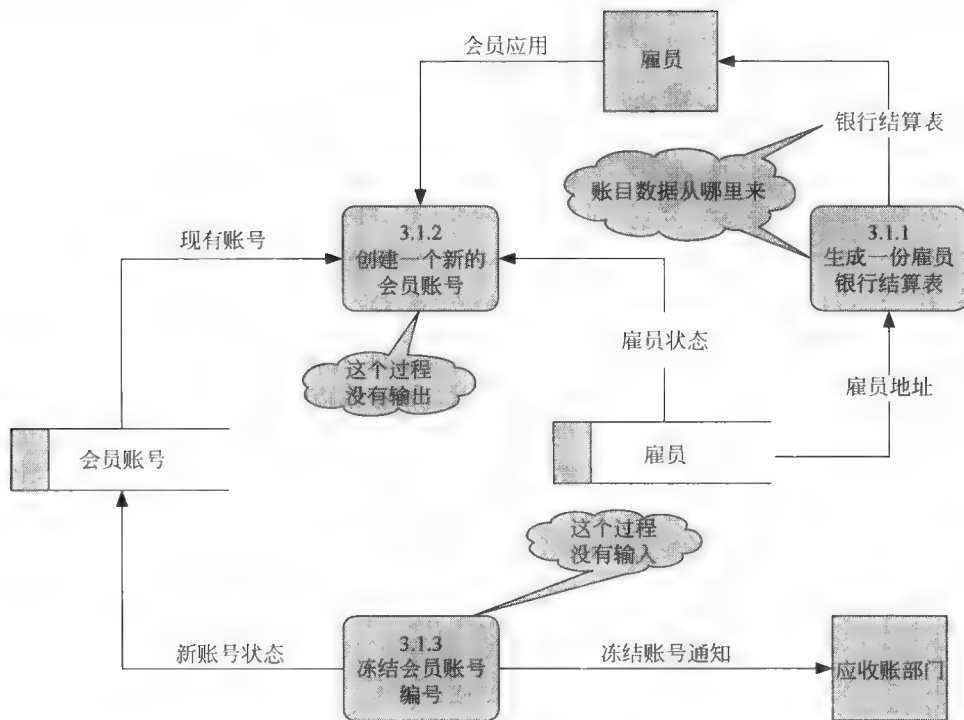 会员应用
雇员
银行结算表
账目数据从哪里来
现有账号
3.1.2
创建一个新的
会员账号
3.1.1
生成一份雇员
银行结算表
雇员状态
这个过程
没有输出
雇员地址
会员账号
雇员
这个过程
没有输入
新账号状态
3.1.3
冻结会员账号
编号
冻结账号通知
应收账部门